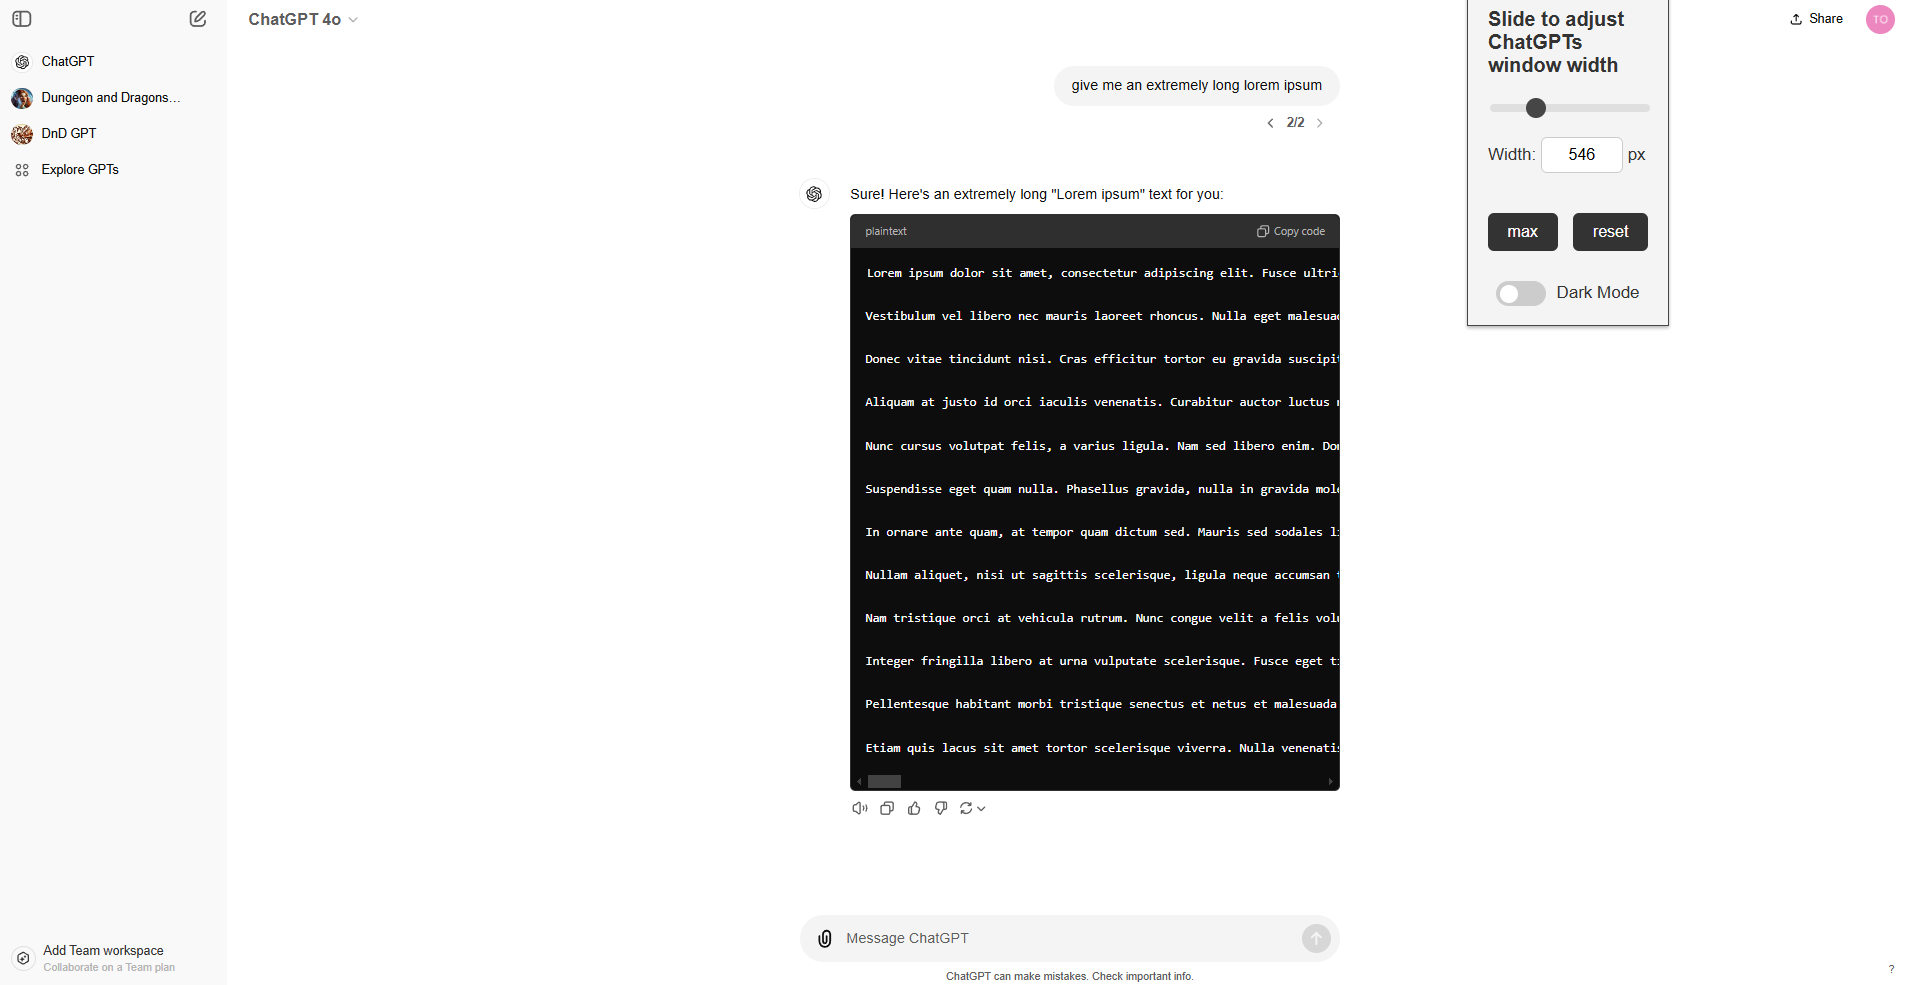 ChatGPT
Dungeon and Dragons…
DnD GPT
Explore GPTs
Add Team workspace
Collaborate on a Team plan
ChatGPT 4o
give me an extremely long lorem ipsum
2/2
Sure! Here's an extremely long "Lorem ipsum" text for you:
plaintext
Copy code
Lorem ipsum dolor sit amet, consectetur adipiscing elit. Fusce
Vestibulum vel libero nec mauris laoreet rhoncus. Nulla eget
Donec vitae tincidunt nisi. Cras efficitur tortor eu gravida
Aliquam at justo id orci iaculis venenatis. Curabitur auctor luctus
Nunc cursus volutpat felis, a varius ligula. Nam sed libero enim.
Suspendisse eget quam nulla. Phasellus gravida, nulla in gravida
In ornare ante quam, at tempor quam dictum sed. Mauris sed sodales
Nullam aliquet, nisi ut sagittis scelerisque, ligula neque accumsan
Nam tristique orci at vehicula rutrum. Nunc congue velit a felis
Integer fringilla libero at urna vulputate scelerisque. Fusce eget
Pellentesque habitant morbi tristique senectus et netus et malesuada
Etiam quis lacus sit amet tortor scelerisque viverra. Nulla
Message ChatGPT
ChatGPT can make mistakes. Check important info.
Slide to adjust
ChatGPTs
window width
Width: 546 px
max
reset
Dark Mode
Share
TO
?